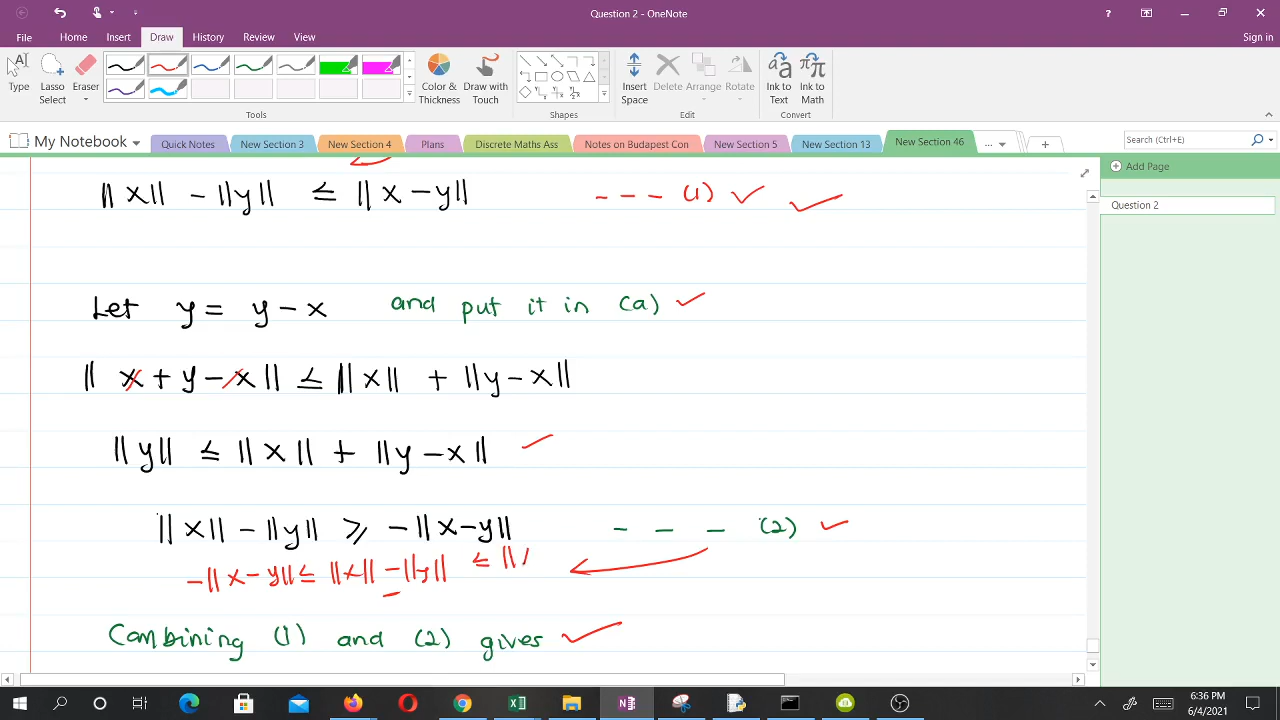 Question 2 - OneNote
?
File Home Insert Draw History Review View
Sign in
Type
Lasso Select
Eraser
Color & Thickness
Draw with Touch
Insert Space
Delete
Arrange
Rotate
Ink to Text
Ink to Math
Tools
Shapes
Edit
Convert
My Notebook
Quick Notes
New Section 3
New Section 4
Plans
Discrete Maths Ass
Notes on Budapest Con
New Section 5
New Section 13
New Section 46
...
+
Search (Ctrl+E)
Add Page
Question 2
||x|| - ||y|| ≤ ||x - y|| - - - (1)
Let y = y - x and put it in (a)
|| x + y - x || ≤ ||x|| + ||y - x||
||y|| ≤ ||x|| + ||y - x||
||x|| - ||y|| ≥ -||x - y|| - - - (2)
-||x - y|| ≤ ||x|| - ||y|| ≤ ||
Combining (1) and (2) gives
6:36 PM
6/4/2021